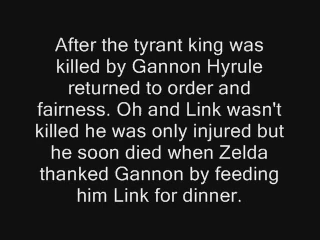 After the tyrant king was
killed by Gannon Hyrule
returned to order and
fairness. Oh and Link wasn't
killed he was only injured but
he soon died when Zelda
thanked Gannon by feeding
him Link for dinner.